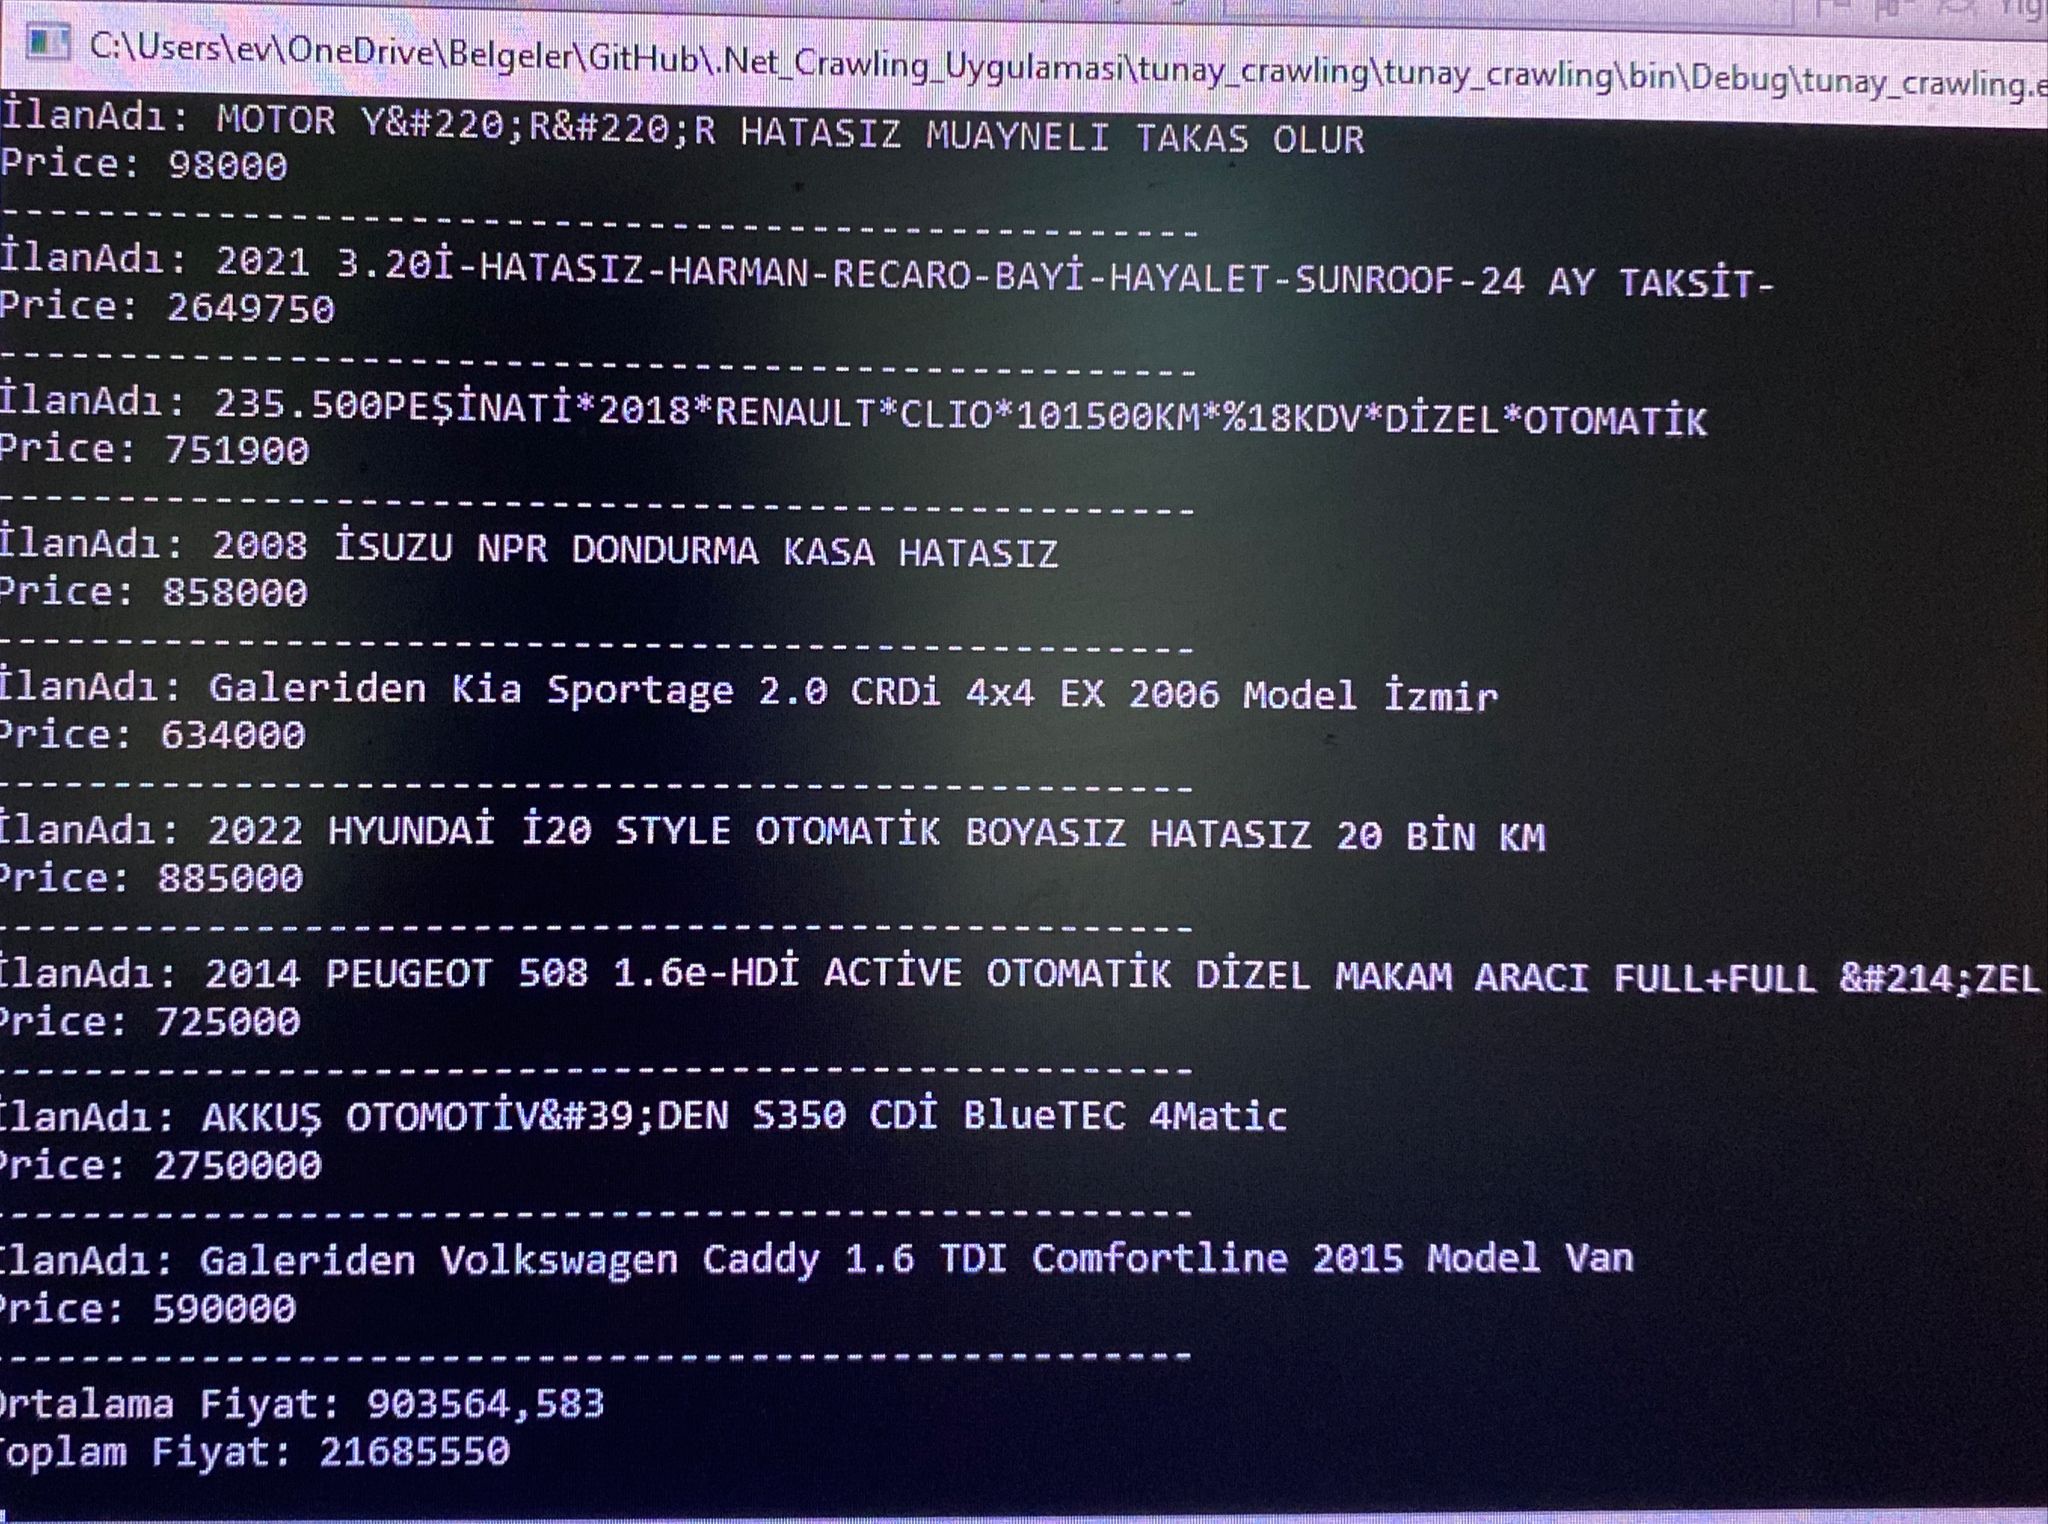 C:\Users\ev\OneDrive\Belgeler\GitHub\.Net_Crawling_Uygulamasi\tunay_crawling\tunay_crawling\bin\Debug\tunay_crawling.e
İlanAdı: MOTOR Y&#220;R&#220;R HATASIZ MUAYNELI TAKAS OLUR
Price: 98000
--------------------------------------------------
İlanAdı: 2021 3.20İ-HATASIZ-HARMAN-RECARO-BAYİ-HAYALET-SUNROOF-24 AY TAKSİT-
Price: 2649750
--------------------------------------------------
İlanAdı: 235.500PEŞİNATİ*2018*RENAULT*CLIO*101500KM*%18KDV*DİZEL*OTOMATİK
Price: 751900
--------------------------------------------------
İlanAdı: 2008 İSUZU NPR DONDURMA KASA HATASIZ
Price: 858000
--------------------------------------------------
İlanAdı: Galeriden Kia Sportage 2.0 CRDi 4x4 EX 2006 Model İzmir
Price: 634000
--------------------------------------------------
İlanAdı: 2022 HYUNDAİ İ20 STYLE OTOMATİK BOYASIZ HATASIZ 20 BİN KM
Price: 885000
--------------------------------------------------
İlanAdı: 2014 PEUGEOT 508 1.6e-HDİ ACTİVE OTOMATİK DİZEL MAKAM ARACI FULL+FULL &#214;ZEL
Price: 725000
--------------------------------------------------
İlanAdı: AKKUŞ OTOMOTİV&#39;DEN S350 CDİ BlueTEC 4Matic
Price: 2750000
--------------------------------------------------
İlanAdı: Galeriden Volkswagen Caddy 1.6 TDI Comfortline 2015 Model Van
Price: 590000
--------------------------------------------------
Ortalama Fiyat: 903564,583
Toplam Fiyat: 21685550